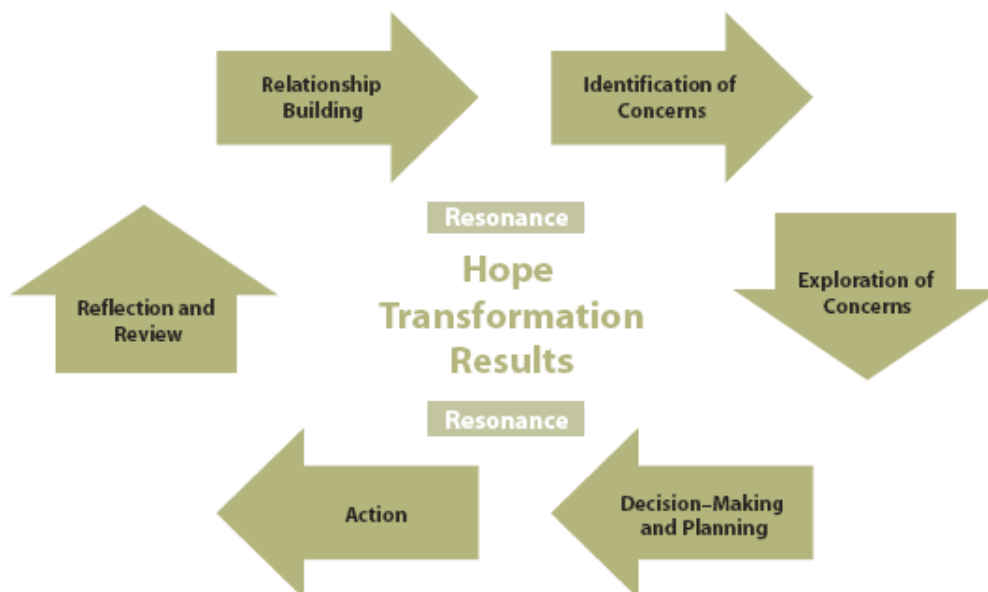 Relationship
Building
Identification of
Concerns
Resonance
Hope
Transformation
Results
Resonance
Exploration of
Concerns
Decision–Making
and Planning
Action
Reflection and
Review